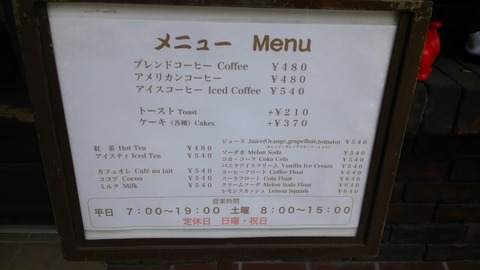 メニュー Menu
ブレンドコーヒー Coffee ￥480
アメリカンコーヒー ￥480
アイスコーヒー Iced Coffee ￥540
トースト Toast +￥210
ケーキ (各種) Cakes +￥370
紅 茶 Hot Tea ￥480
アイスティ Iced Tea ￥540
カフェオレ Café au lait ￥540
ココア Cocoa ￥540
ミルク Milk ￥540
ジュース Juice(Orange,grapefruit,tomato) ￥540
ソーダ水 Melon Soda ￥540
コカ・コーラ Coka Cola ￥540
バニラアイスクリーム Vanilla Ice Cream ￥540
コーヒーフロート Coffee Float ￥640
コーラフロート Cola Float ￥640
クリームソーダ Melon Soda Float ￥640
レモンスカッシュ Lemon Squash ￥640
営業時間
平日 7：00～19：00 土曜 8：00～15：00
定休日 日曜・祝日